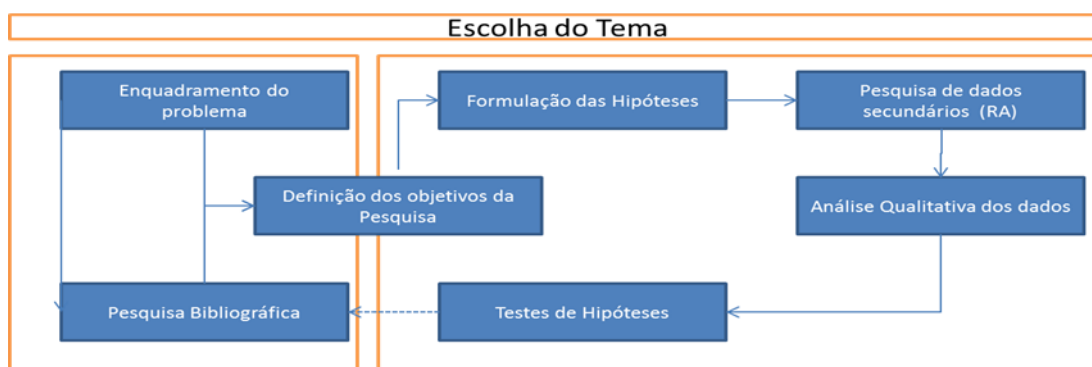 Escolha do Tema
Enquadramento do
problema
Formulação das Hipóteses
Pesquisa de dados
secundários (RA)
Definição dos objetivos da
Pesquisa
Análise Qualitativa dos dados
Pesquisa Bibliográfica
Testes de Hipóteses